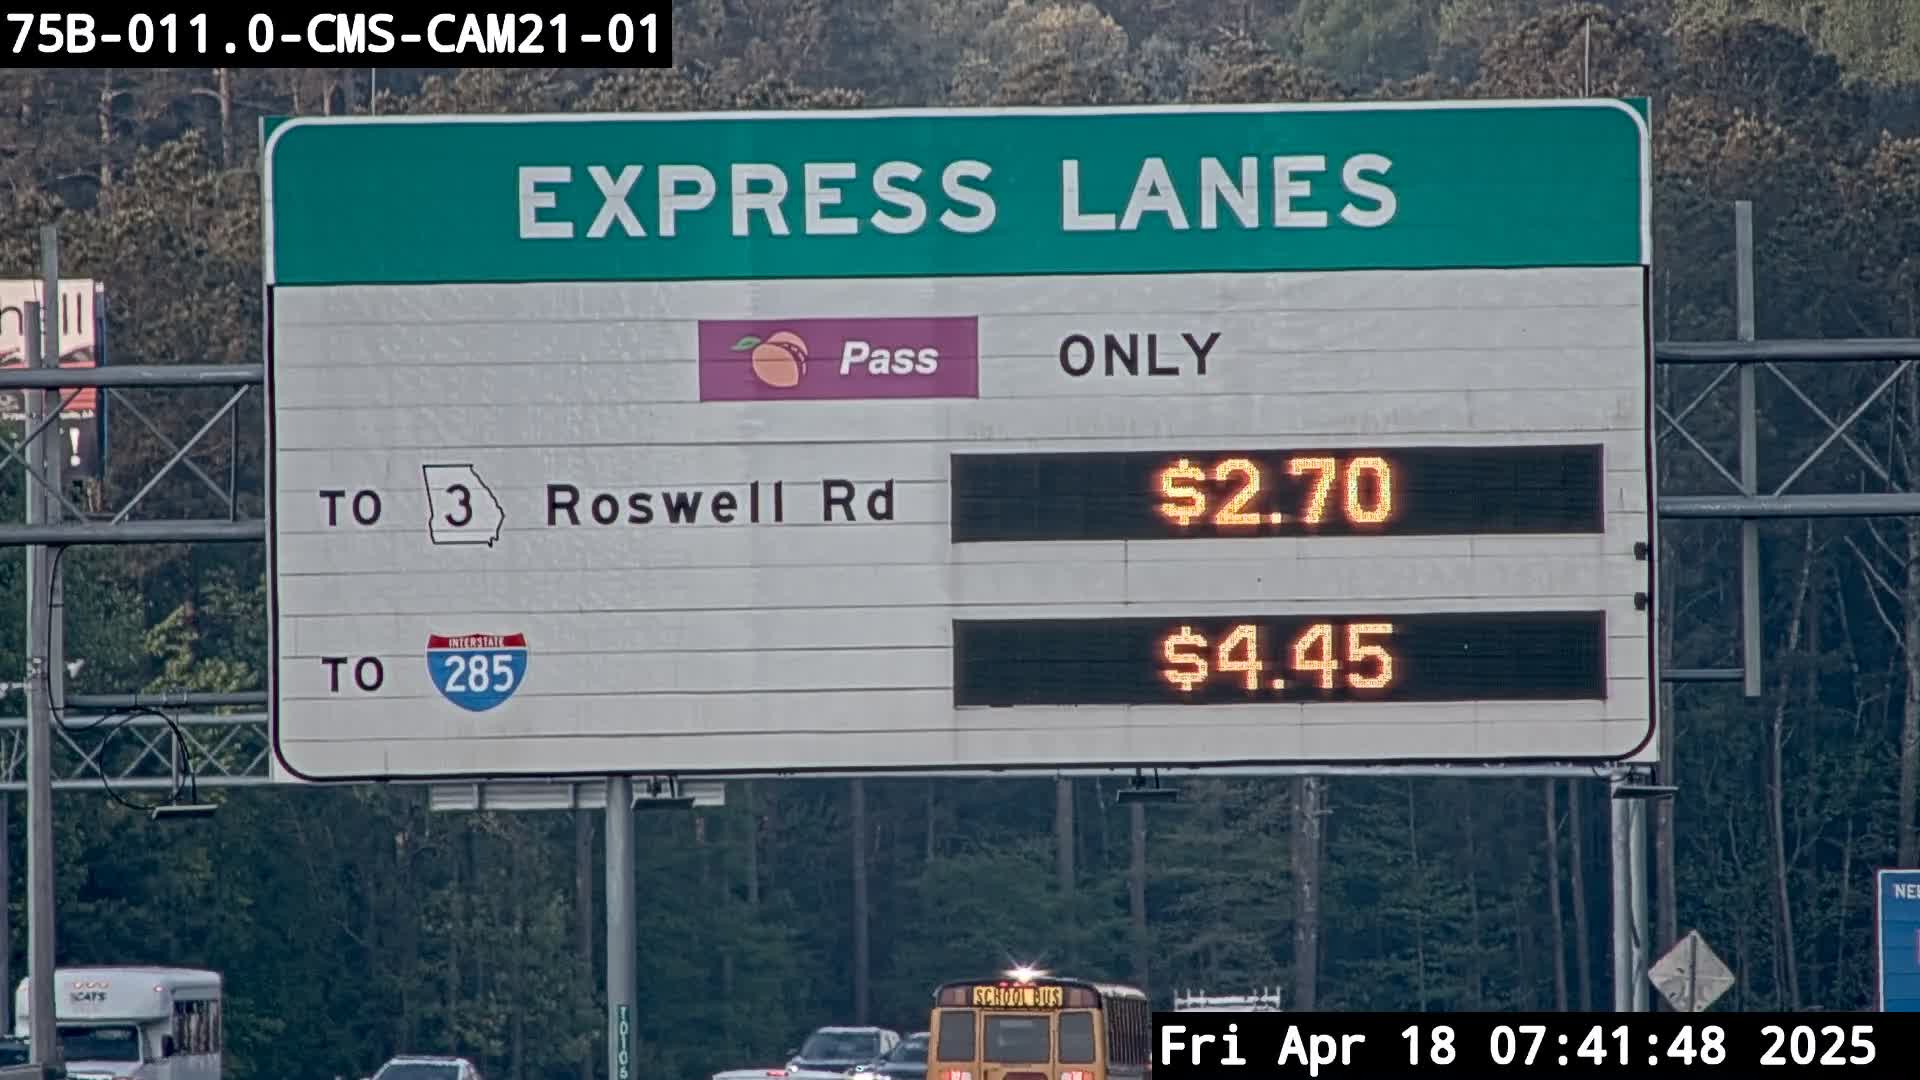 75B-011.0-CMS-CAM21-01
EXPRESS LANES
Pass ONLY
TO 3 Roswell Rd $2.70
INTERSTATE
TO 285 $4.45
CATS
SCHOOL BUS
Fri Apr 18 07:41:48 2025